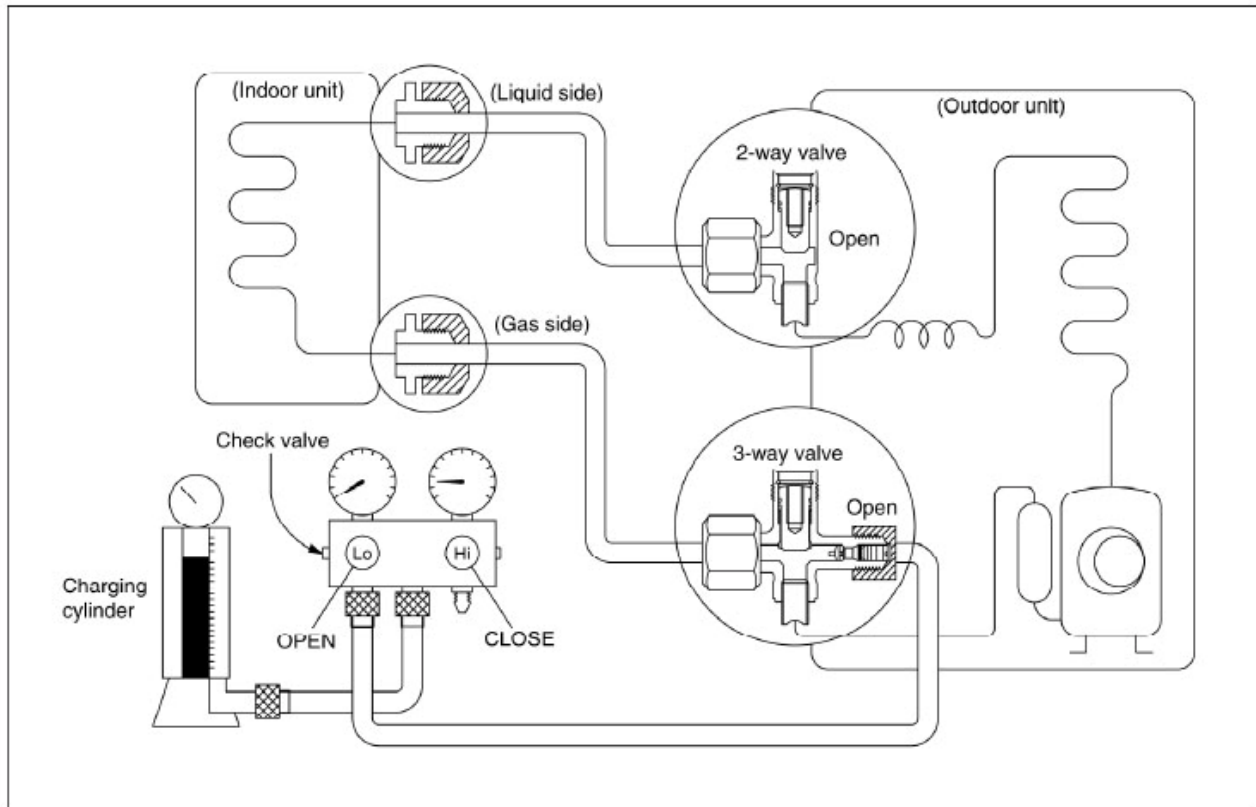 (Indoor unit)
(Liquid side)
(Outdoor unit)
2-way valve
Open
(Gas side)
Check valve
3-way valve
Open
Lo
Hi
Charging
cylinder
OPEN
CLOSE